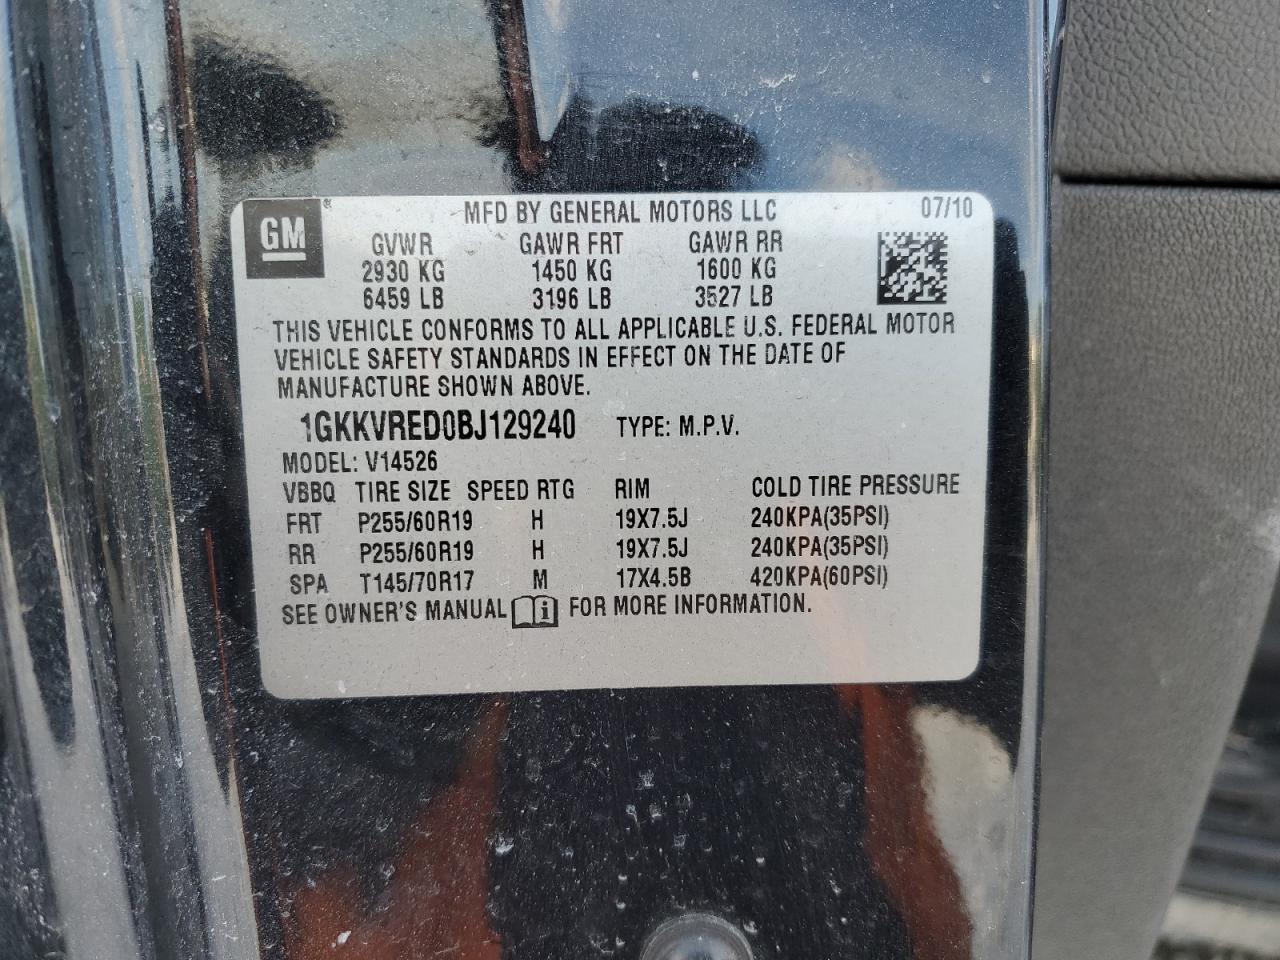 GM ® MFD BY GENERAL MOTORS LLC 07/10
GVWR GAWR FRT GAWR RR
2930 KG 1450 KG 1600 KG
6459 LB 3196 LB 3527 LB
THIS VEHICLE CONFORMS TO ALL APPLICABLE U.S. FEDERAL MOTOR
VEHICLE SAFETY STANDARDS IN EFFECT ON THE DATE OF
MANUFACTURE SHOWN ABOVE.
1GKKVRED0BJ129240 TYPE: M.P.V.
MODEL: V14526
VBBQ TIRE SIZE SPEED RTG RIM COLD TIRE PRESSURE
FRT P255/60R19 H 19X7.5J 240KPA(35PSI)
RR P255/60R19 H 19X7.5J 240KPA(35PSI)
SPA T145/70R17 M 17X4.5B 420KPA(60PSI)
SEE OWNER'S MANUAL FOR MORE INFORMATION.